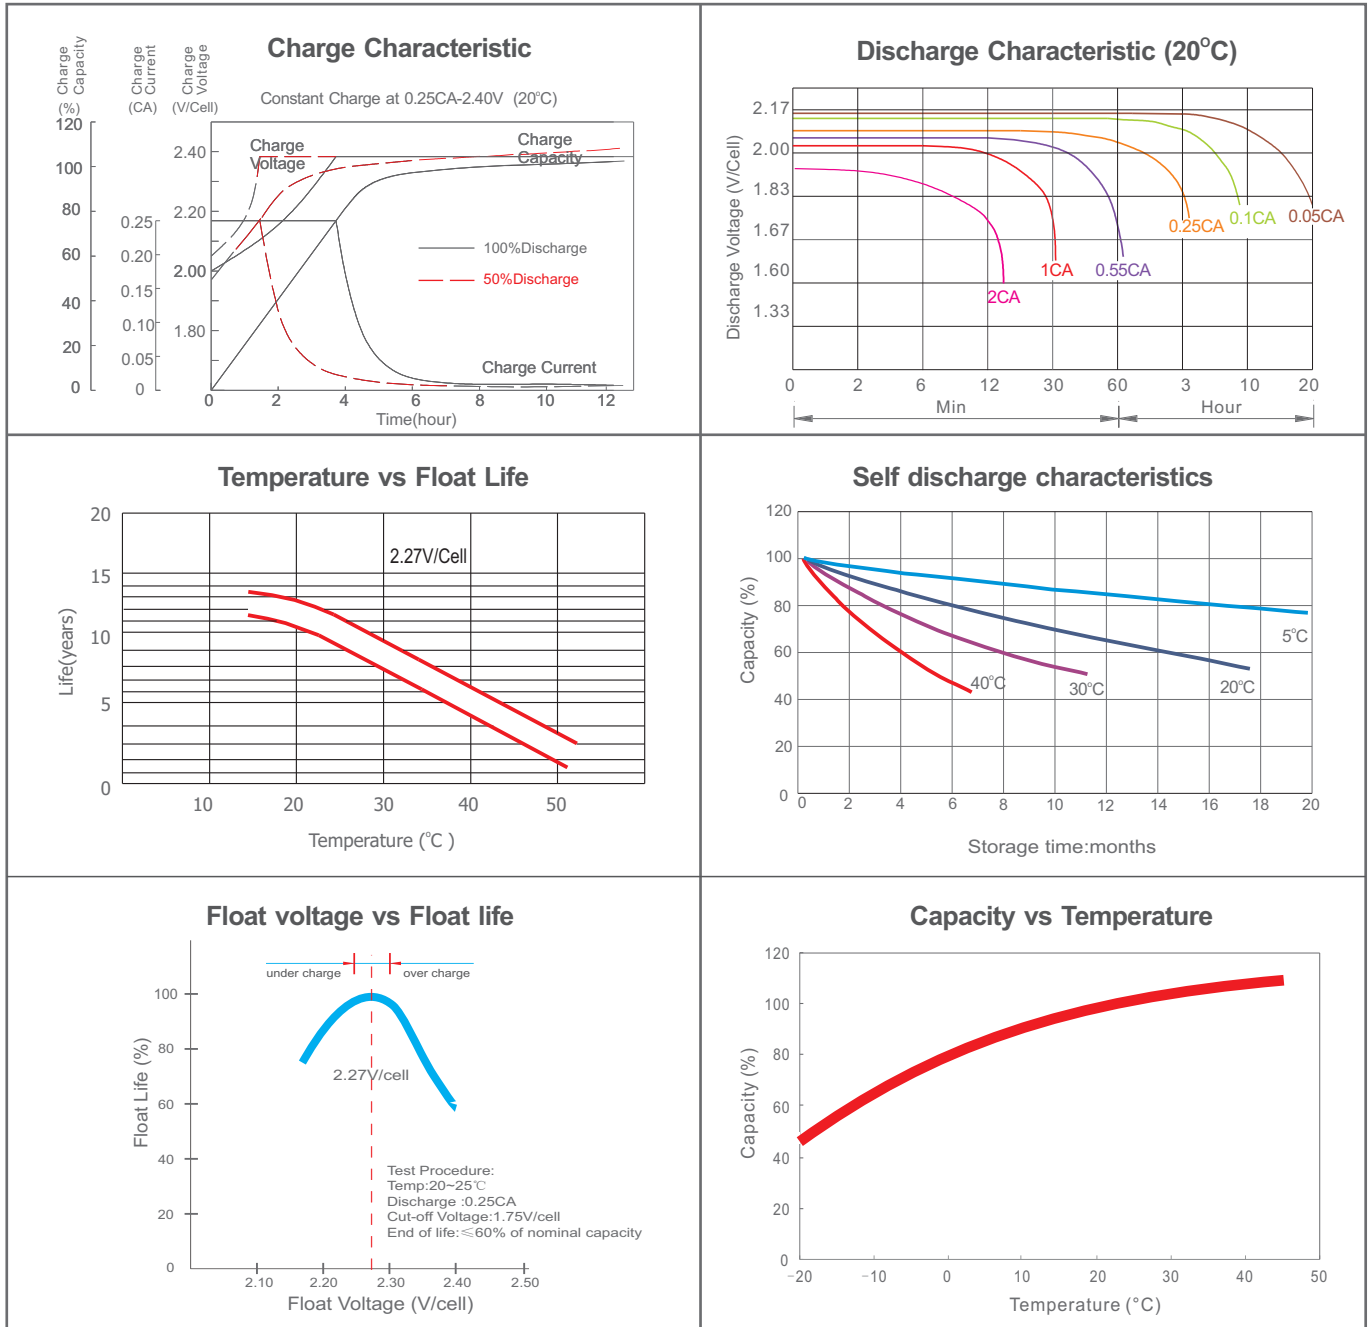 Charge Characteristic
Charge
Capacity
(%)
Charge
Current
(CA)
Charge
Voltage
(V/Cell)
Constant Charge at 0.25CA-2.40V (20°C)
120
100
80
60
40
20
0
0.25
0.20
0.15
0.10
0.05
0
2.40
2.20
2.00
1.80
Charge
Voltage
Charge
Capacity
100%Discharge
50%Discharge
Charge Current
0 2 4 6 8 10 12
Time(hour)
Discharge Characteristic (20°C)
Discharge Voltage (V/Cell)
2.17
2.00
1.83
1.67
1.60
1.33
2CA
1CA
0.55CA
0.25CA
0.1CA
0.05CA
0 2 6 12 30 60 3 10 20
Min
Hour
Temperature vs Float Life
Life(years)
20
15
10
5
0
2.27V/Cell
10 20 30 40 50
Temperature (°C )
Self discharge characteristics
Capacity (%)
120
100
80
60
40
20
0
5°C
40°C
30°C
20°C
0 2 4 6 8 10 12 14 16 18 20
Storage time:months
Float voltage vs Float life
under charge
over charge
Float Life (%)
100
80
60
40
20
0
2.27V/cell
Test Procedure:
Temp:20~25℃
Discharge :0.25CA
Cut-off Voltage:1.75V/cell
End of life:≤60% of nominal capacity
2.10 2.20 2.30 2.40 2.50
Float Voltage (V/cell)
Capacity vs Temperature
Capacity (%)
120
100
80
60
40
20
0
−20 −10 0 10 20 30 40 50
Temperature (°C)